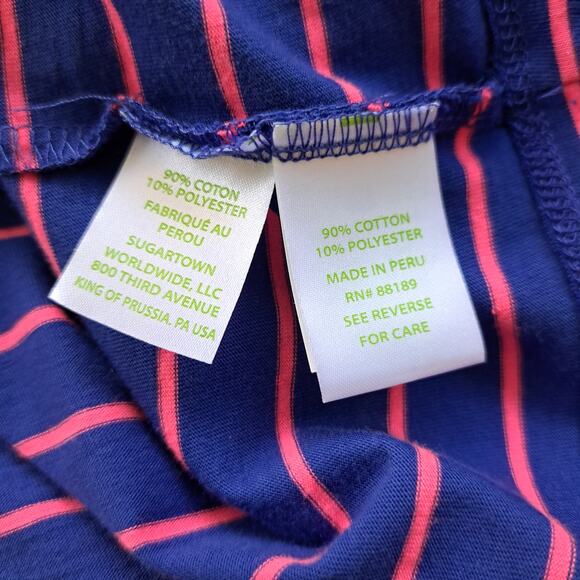 90% COTON
10% POLYESTER
FABRIQUÉ AU
PEROU
SUGARTOWN
WORLDWIDE, LLC
800 THIRD AVENUE
KING OF PRUSSIA, PA USA
90% COTTON
10% POLYESTER
MADE IN PERU
RN# 88189
SEE REVERSE
FOR CARE